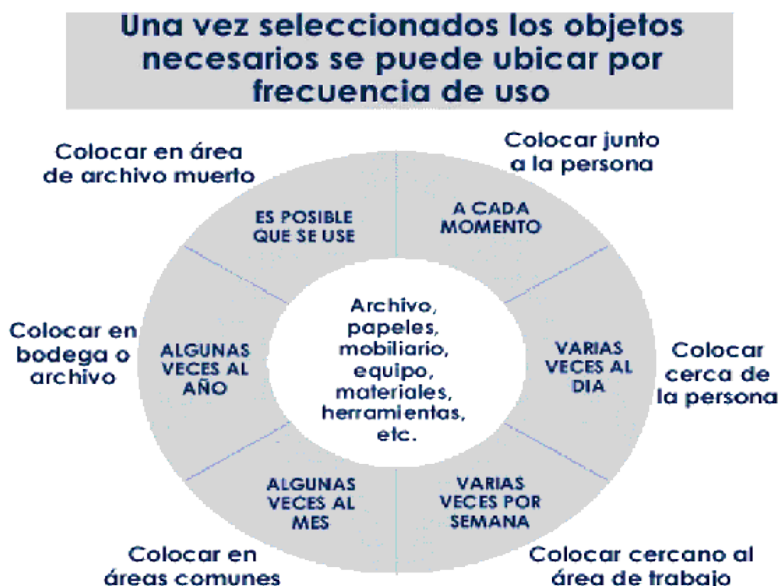 Una vez seleccionados los objetos
necesarios se puede ubicar por
frecuencia de uso
Colocar junto
a la persona
A CADA
MOMENTO
Colocar
cerca de
la persona
VARIAS
VECES AL
DIA
Colocar cercano al
área de trabajo
VARIAS
VECES POR
SEMANA
Colocar en
áreas comunes
ALGUNAS
VECES AL
MES
Colocar en
bodega o
archivo
ALGUNAS
VECES AL
AÑO
Colocar en área
de archivo muerto
ES POSIBLE
QUE SE USE
Archivo,
papeles,
mobiliario,
equipo,
materiales,
herramientas,
etc.